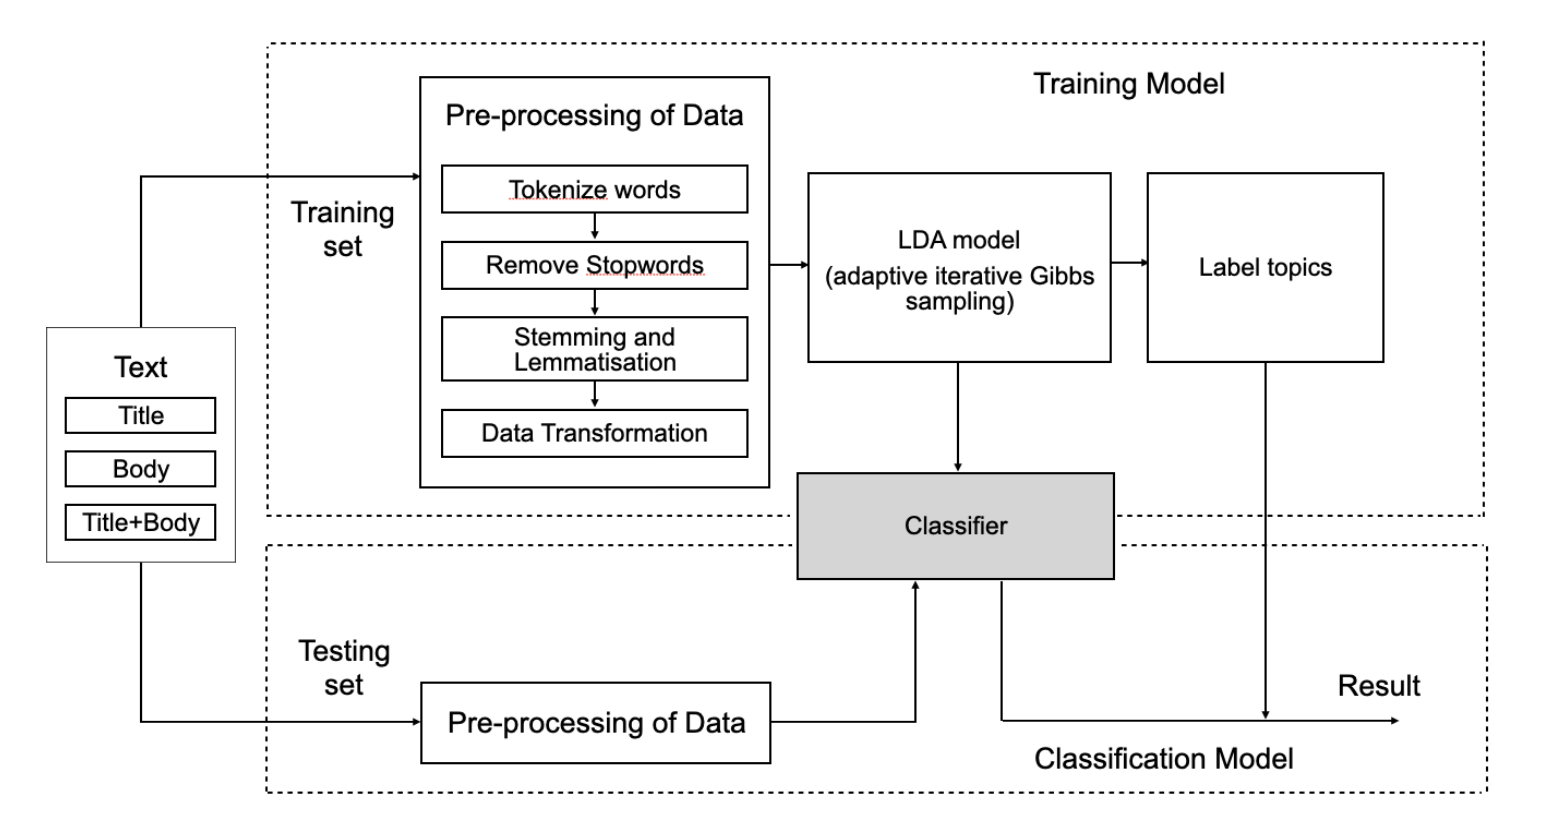 Training Model
Pre-processing of Data
Tokenize words
Remove Stopwords
Stemming and
Lemmatisation
Data Transformation
Training
set
LDA model
(adaptive iterative Gibbs
sampling)
Label topics
Text
Title
Body
Title+Body
Classifier
Testing
set
Pre-processing of Data
Result
Classification Model